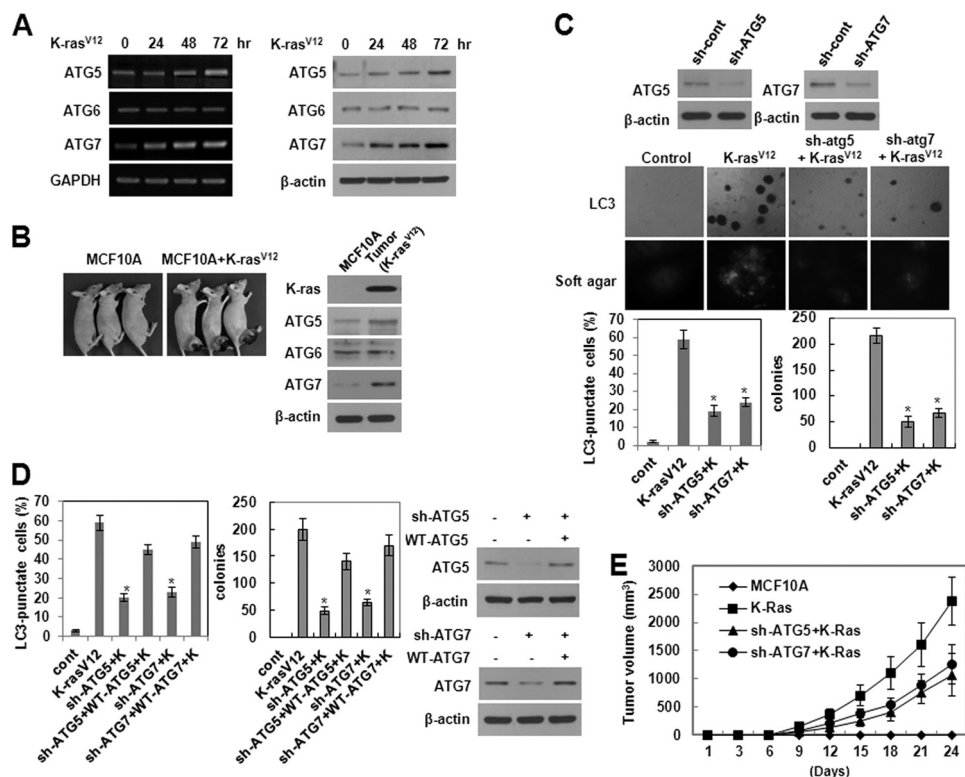 A
K-rasV12 0 24 48 72 hr
ATG5
ATG6
ATG7
GAPDH
K-rasV12 0 24 48 72 hr
ATG5
ATG6
ATG7
β-actin
B
MCF10A MCF10A+K-rasV12
MCF10A
Tumor (K-rasV12)
K-ras
ATG5
ATG6
ATG7
β-actin
C
sh-cont sh-ATG5
ATG5
β-actin
sh-cont sh-ATG7
ATG7
β-actin
Control K-rasV12 sh-atg5 + K-rasV12 sh-atg7 + K-rasV12
LC3
Soft agar
LC3-punctate cells (%)
70
60
50
40
30
20
10
0
* *
cont K-rasV12 sh-ATG5+K sh-ATG7+K
colonies
250
200
150
100
50
0
* *
cont K-rasV12 sh-ATG5+K sh-ATG7+K
D
LC3-punctate cells (%)
70
60
50
40
30
20
10
0
* *
cont K-rasV12 sh-ATG5+K sh-ATG5+WT-ATG5+K sh-ATG7+K sh-ATG7+WT-ATG7+K
colonies
250
200
150
100
50
0
* *
cont K-rasV12 sh-ATG5+K sh-ATG5+WT-ATG5+K sh-ATG7+K sh-ATG7+WT-ATG7+K
sh-ATG5 - + +
WT-ATG5 +
ATG5
β-actin
sh-ATG7 - + +
WT-ATG7 +
ATG7
β-actin
E
Tumor volume (mm3)
3000
2500
2000
1500
1000
500
0
MCF10A
K-Ras
sh-ATG5+K-Ras
sh-ATG7+K-Ras
1 3 6 9 12 15 18 21 24
(Days)